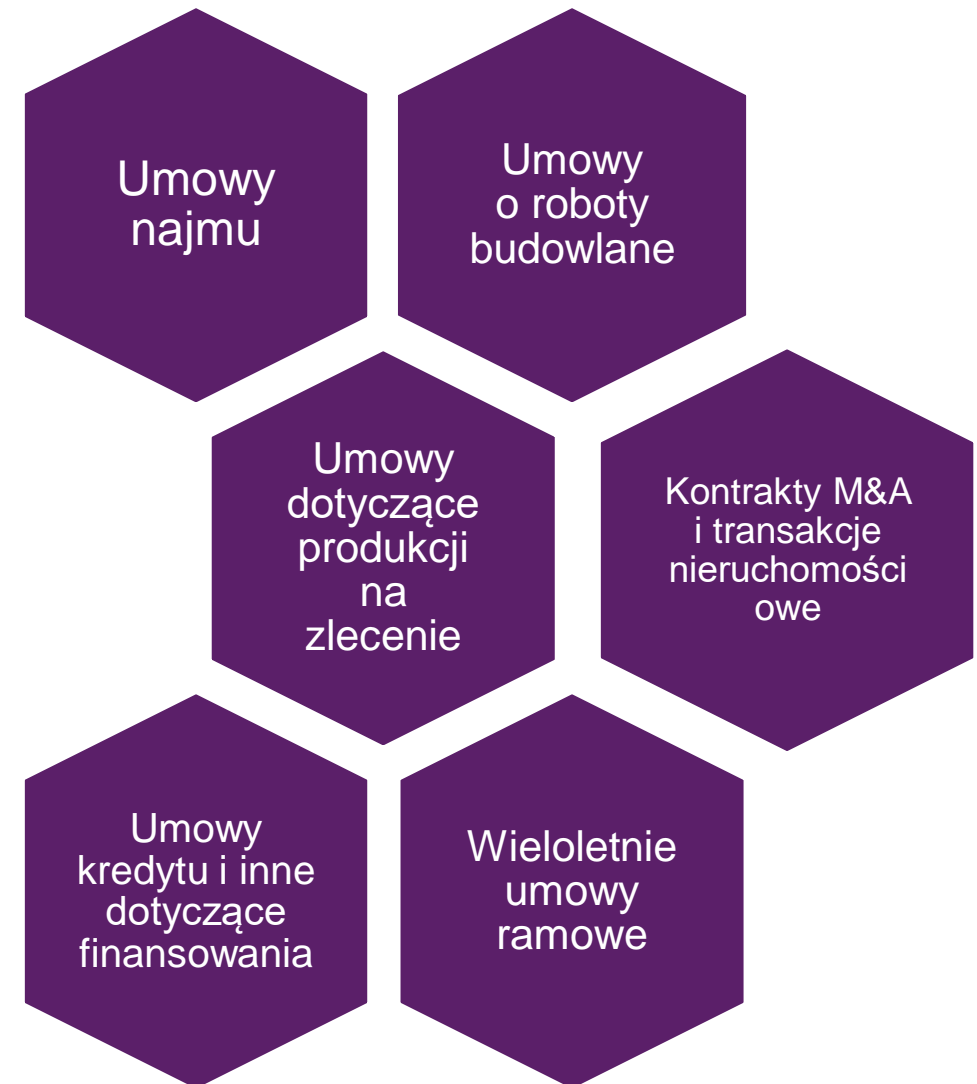 Umowy
najmu
Umowy
o roboty
budowlane
Umowy
dotyczące
produkcji
na
zlecenie
Kontrakty M&A
i transakcje
nieruchomości
owe
Umowy
kredytu i inne
dotyczące
finansowania
Wieloletnie
umowy
ramowe